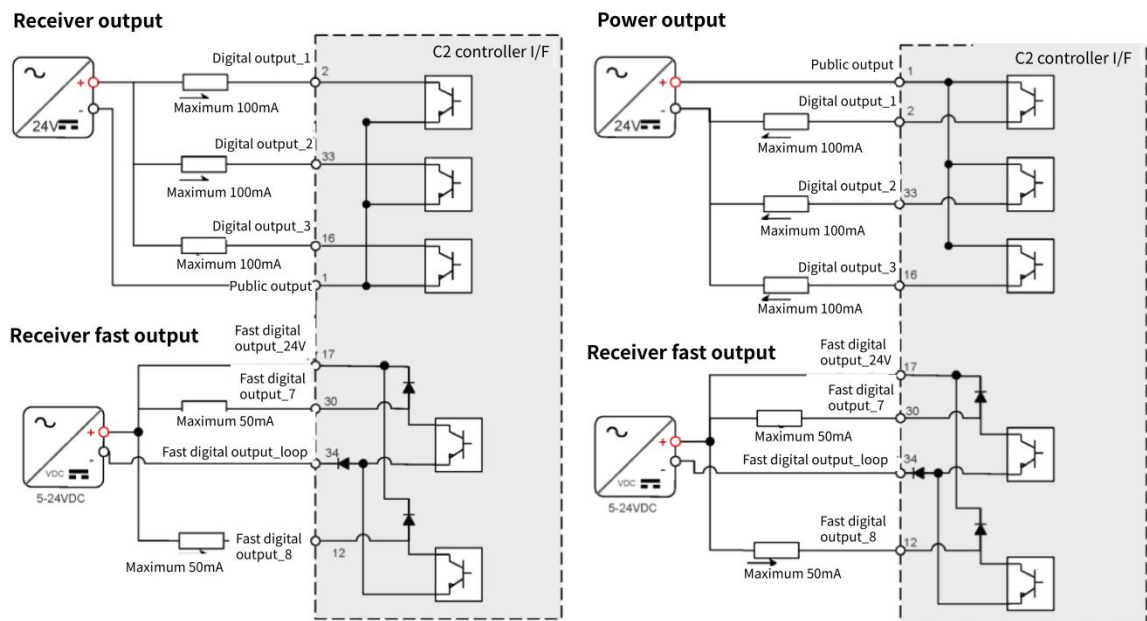 Receiver output
C2 controller I/F
Digital output_1
2
Maximum 100mA
24V
+
-
Digital output_2
33
Maximum 100mA
Digital output_3
16
Maximum 100mA
Public output
1
Receiver fast output
Fast digital
output_24V
17
Fast digital
output_7
30
Maximum 50mA
+
-
VDC
5-24VDC
Fast digital output_loop
34
Fast digital
output_8
12
Maximum 50mA
Power output
C2 controller I/F
Public output
1
+
-
24V
Digital output_1
2
Maximum 100mA
Digital output_2
33
Maximum 100mA
Digital output_3
16
Maximum 100mA
Receiver fast output
Fast digital
output_24V
17
Fast digital
output_7
30
Maximum 50mA
+
-
VDC
5-24VDC
Fast digital output_loop
34
Fast digital
output_8
12
Maximum 50mA